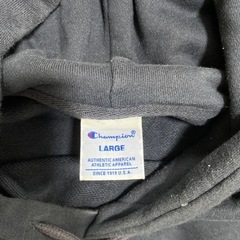 Champion
LARGE
AUTHENTIC AMERICAN
ATHLETIC APPAREL
SINCE 1919 U.S.A.